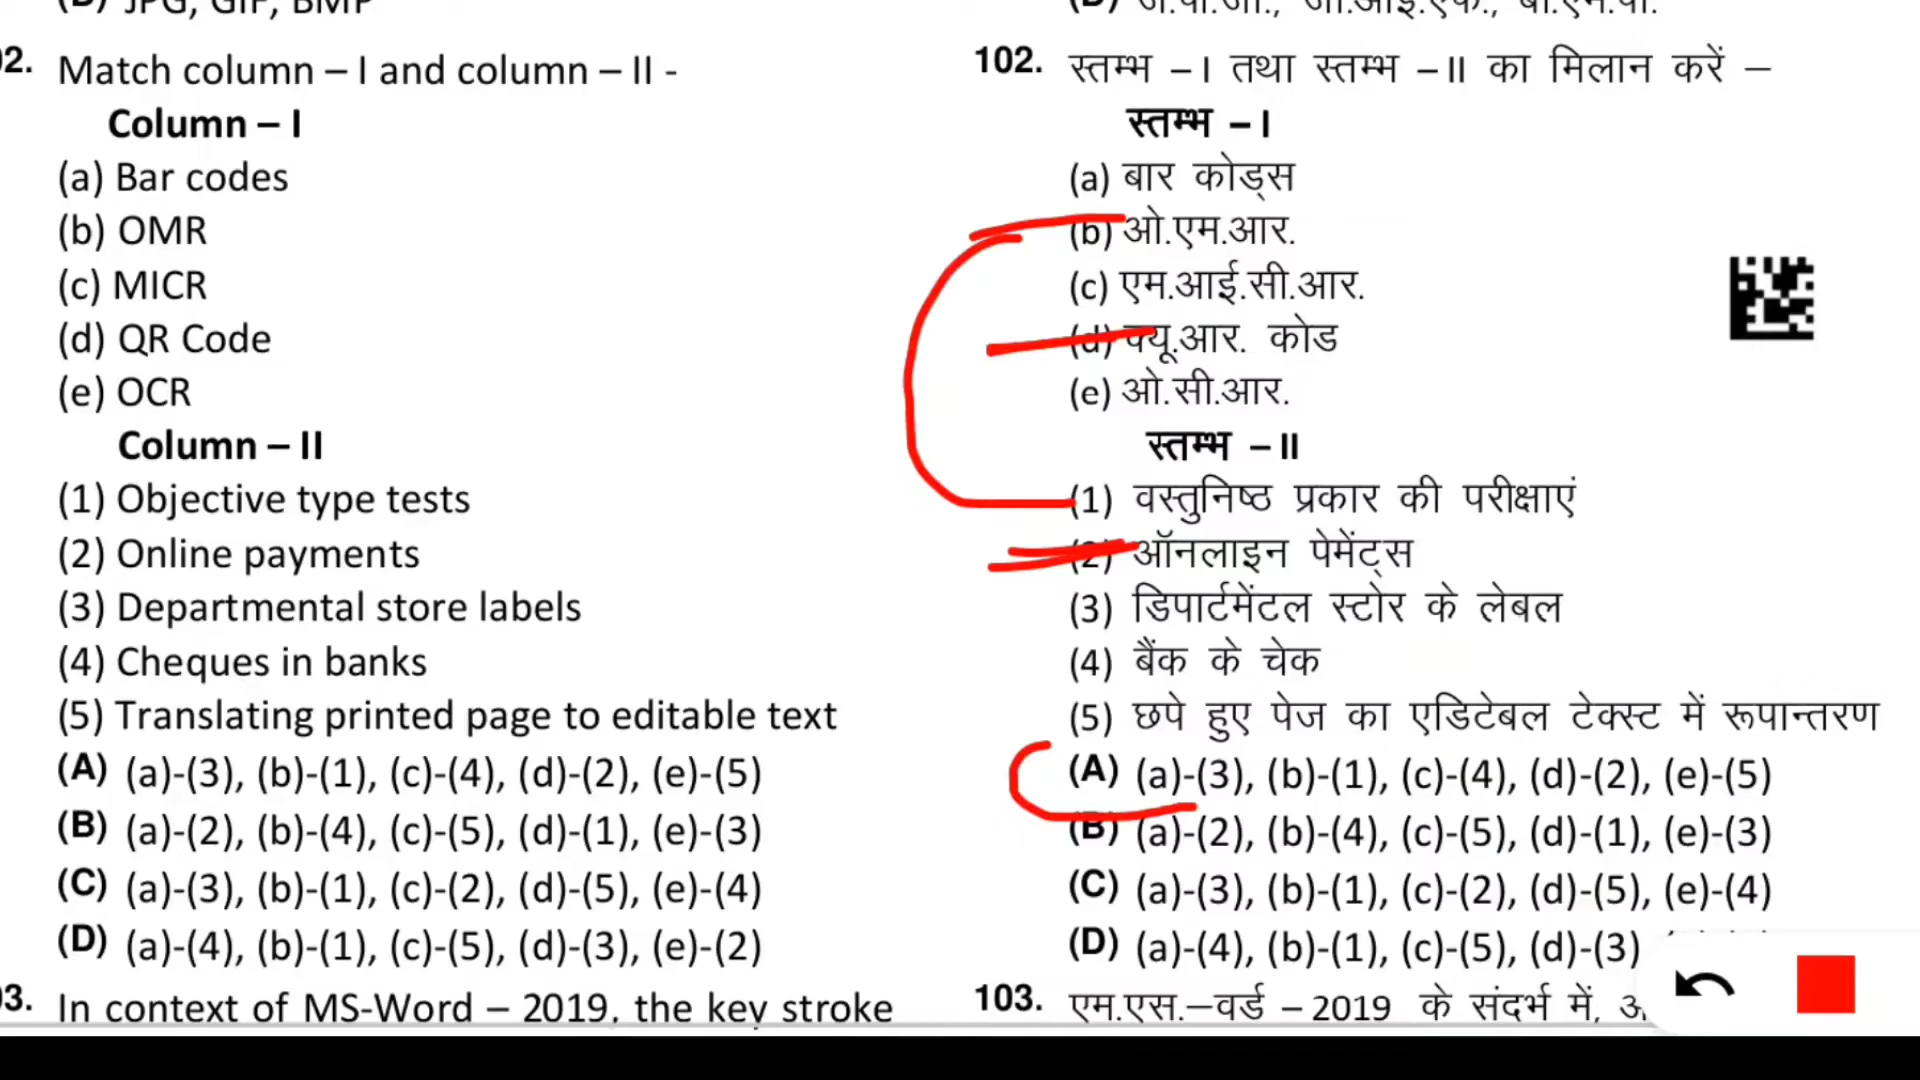 JPG, GIF, BMP
2. Match column – I and column – II -
Column – I
(a) Bar codes
(b) OMR
(c) MICR
(d) QR Code
(e) OCR
Column – II
(1) Objective type tests
(2) Online payments
(3) Departmental store labels
(4) Cheques in banks
(5) Translating printed page to editable text
(A) (a)-(3), (b)-(1), (c)-(4), (d)-(2), (e)-(5)
(B) (a)-(2), (b)-(4), (c)-(5), (d)-(1), (e)-(3)
(C) (a)-(3), (b)-(1), (c)-(2), (d)-(5), (e)-(4)
(D) (a)-(4), (b)-(1), (c)-(5), (d)-(3), (e)-(2)
3. In context of MS-Word – 2019, the key stroke
102. स्तम्भ – I तथा स्तम्भ – II का मिलान करें –
स्तम्भ – I
(a) बार कोड्स
(b) ओ.एम.आर.
(c) एम.आई.सी.आर.
(d) क्यू.आर. कोड
(e) ओ.सी.आर.
स्तम्भ – II
(1) वस्तुनिष्ठ प्रकार की परीक्षाएं
(2) ऑनलाइन पेमेंट्स
(3) डिपार्टमेंटल स्टोर के लेबल
(4) बैंक के चेक
(5) छपे हुए पेज का एडिटेबल टेक्स्ट में रूपान्तरण
(A) (a)-(3), (b)-(1), (c)-(4), (d)-(2), (e)-(5)
(B) (a)-(2), (b)-(4), (c)-(5), (d)-(1), (e)-(3)
(C) (a)-(3), (b)-(1), (c)-(2), (d)-(5), (e)-(4)
(D) (a)-(4), (b)-(1), (c)-(5), (d)-(3)
103. एम.एस.–वर्ड – 2019 के संदर्भ में,